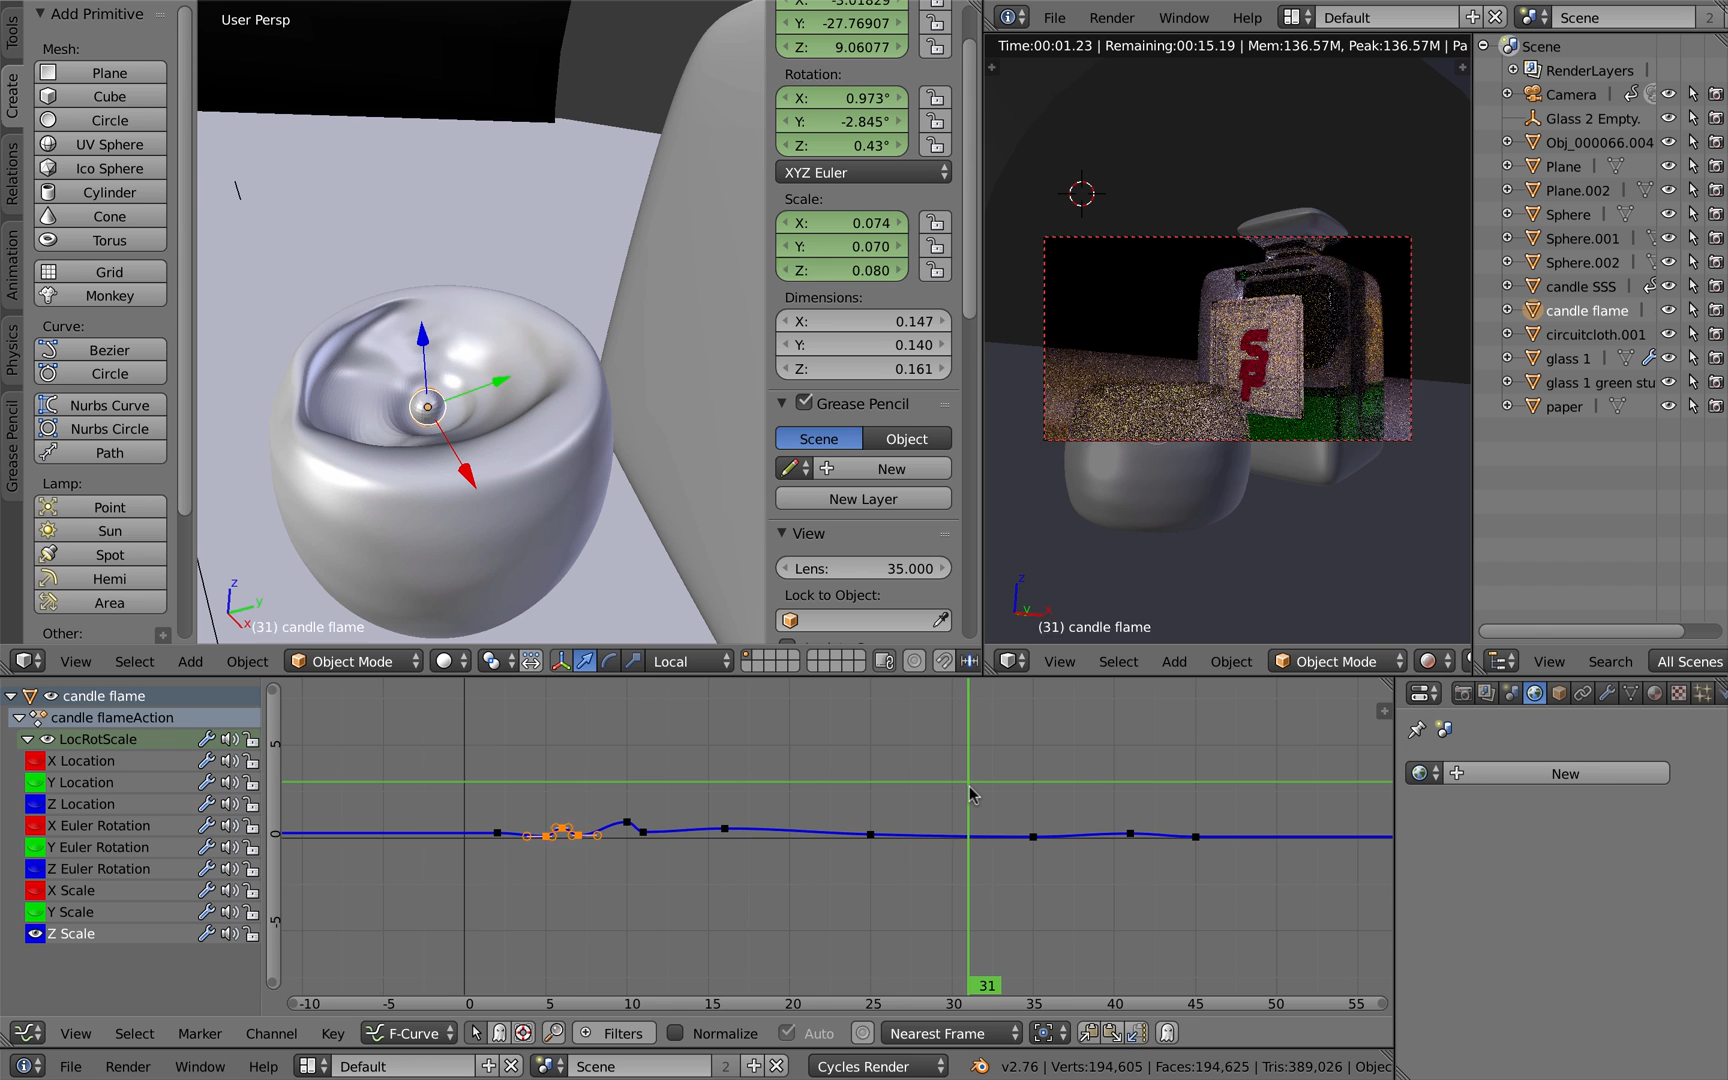 Tools
Create
Relations
Animation
Physics
Grease Pencil
Add Primitive
Mesh:
Plane
Cube
Circle
UV Sphere
Ico Sphere
Cylinder
Cone
Torus
Grid
Monkey
Curve:
Bezier
Circle
Nurbs Curve
Nurbs Circle
Path
Lamp:
Point
Sun
Spot
Hemi
Area
Other:
User Persp
z
y
x
(31) candle flame
X: -3.01829
Y: -27.76907
Z: 9.06077
Rotation:
X: 0.973°
Y: -2.845°
Z: 0.43°
XYZ Euler
Scale:
X: 0.074
Y: 0.070
Z: 0.080
Dimensions:
X: 0.147
Y: 0.140
Z: 0.161
Grease Pencil
Scene Object
New
New Layer
View
Lens: 35.000
Lock to Object:
View Select Add Object Object Mode Local
File Render Window Help Default Scene 2
Time:00:01.23 | Remaining:00:15.19 | Mem:136.57M, Peak:136.57M | Pa
z
y
x
(31) candle flame
View Select Add Object Object Mode
Scene
RenderLayers
Camera
Glass 2 Empty.
Obj_000066.004
Plane
Plane.002
Sphere
Sphere.001
Sphere.002
candle SSS
candle flame
circuitcloth.001
glass 1
glass 1 green stu
paper
View Search All Scenes
New
candle flame
candle flameAction
LocRotScale
X Location
Y Location
Z Location
X Euler Rotation
Y Euler Rotation
Z Euler Rotation
X Scale
Y Scale
Z Scale
5
0
-5
31
-10 -5 0 5 10 15 20 25 30 35 40 45 50 55
View Select Marker Channel Key F-Curve Filters Normalize Auto Nearest Frame
File Render Window Help Default Scene 2 Cycles Render v2.76 | Verts:194,605 | Faces:194,625 | Tris:389,026 | Objec